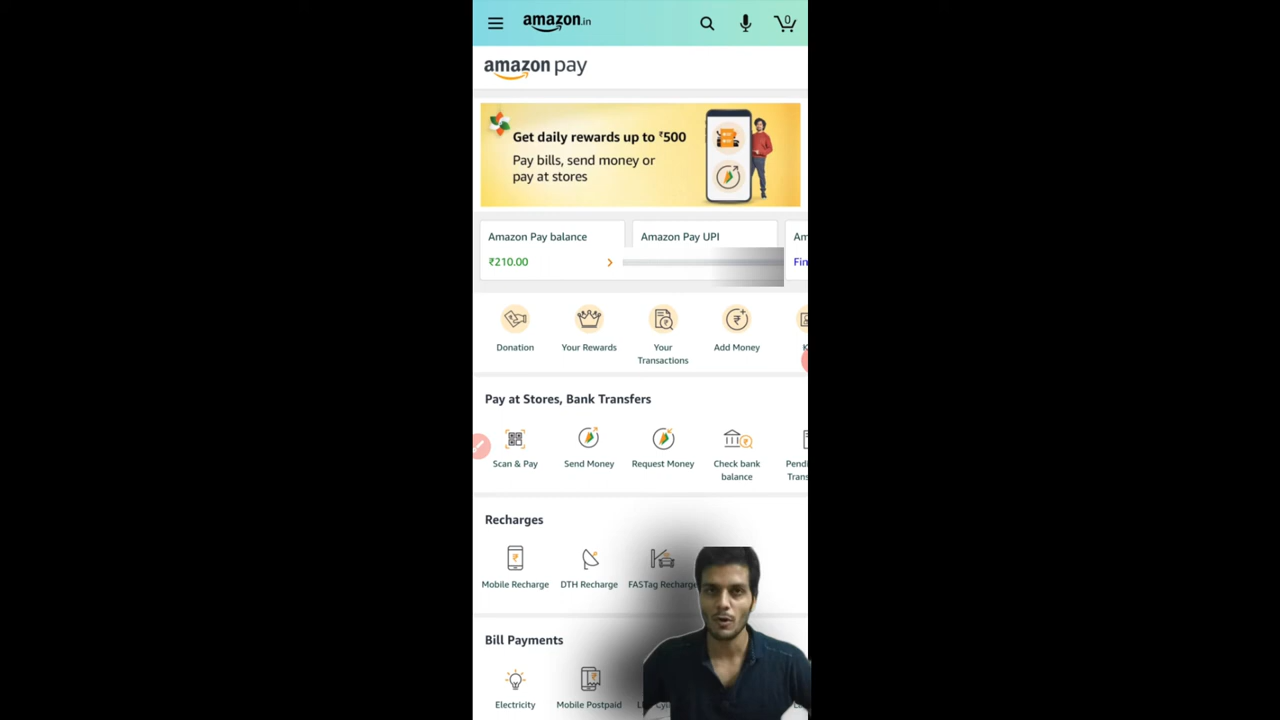 amazon.in
0
amazon pay
Get daily rewards up to ₹500
Pay bills, send money or
pay at stores
Amazon Pay balance
Amazon Pay UPI
Am
₹210.00
Fin
Donation
Your Rewards
Your
Transactions
Add Money
K
Pay at Stores, Bank Transfers
Scan & Pay
Send Money
Request Money
Check bank
balance
Pendi
Trans
Recharges
Mobile Recharge
DTH Recharge
FASTag Recharge
Bill Payments
Electricity
Mobile Postpaid